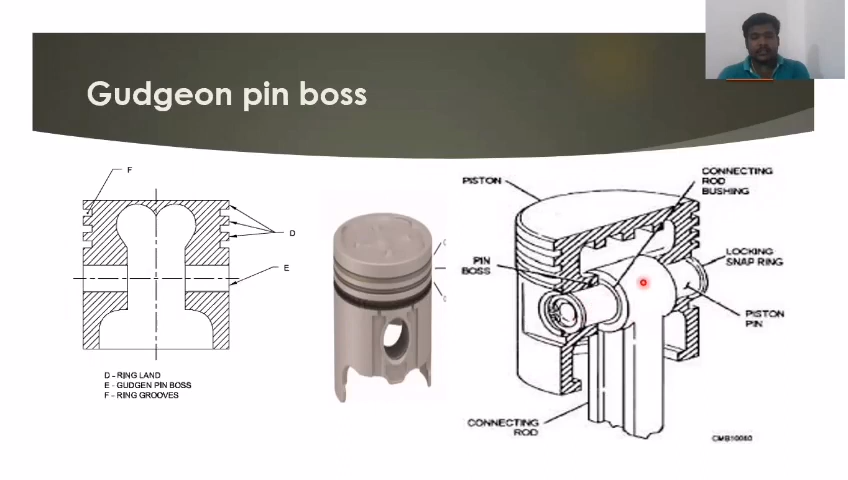 Gudgeon pin boss
F
D
E
D - RING LAND
E - GUDGEN PIN BOSS
F - RING GROOVES
PISTON
CONNECTING
ROD
BUSHING
PIN
BOSS
LOCKING
SNAP RING
PISTON
PIN
CONNECTING
ROD